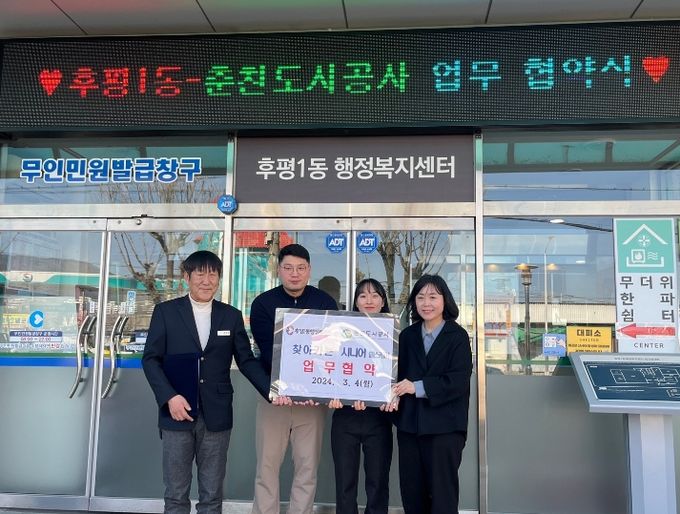 ♥후평1동-춘천도시공사 업무 협약식♥
무인민원발급창구
후평1동 행정복지센터
ADT
ADT
ADT
무더위
한파
쉼터
CENTER
대피소
찾아가는 시니어
업무협약
2024. 3. 4(월)